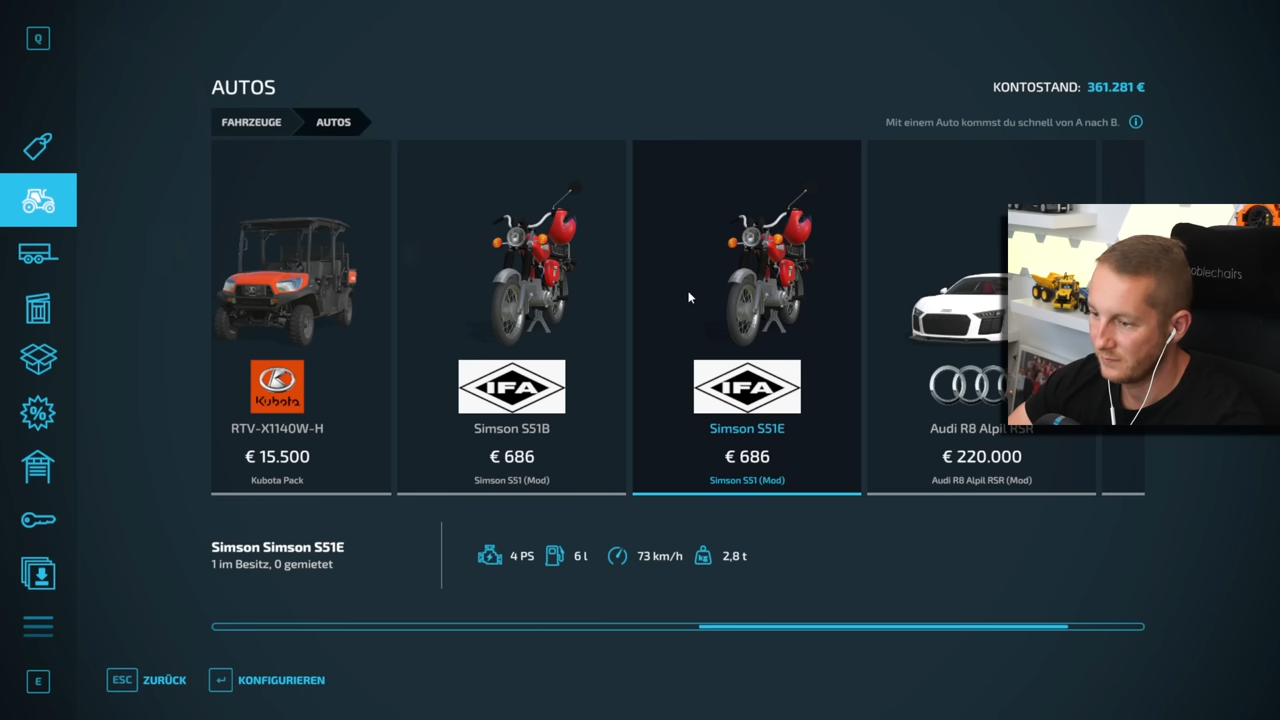 Q
AUTOS
KONTOSTAND: 361.281 €
FAHRZEUGE
AUTOS
Mit einem Auto kommst du schnell von A nach B.
Kubota
IFA
IFA
noblechairs
RTV-X1140W-H
Simson S51B
Simson S51E
Audi R8 Alpil RSR
€ 15.500
€ 686
€ 686
€ 220.000
Kubota Pack
Simson S51 (Mod)
Simson S51 (Mod)
Audi R8 Alpil RSR (Mod)
Simson Simson S51E
1 im Besitz, 0 gemietet
4 PS
6 l
73 km/h
2,8 t
E
ESC ZURÜCK
KONFIGURIEREN